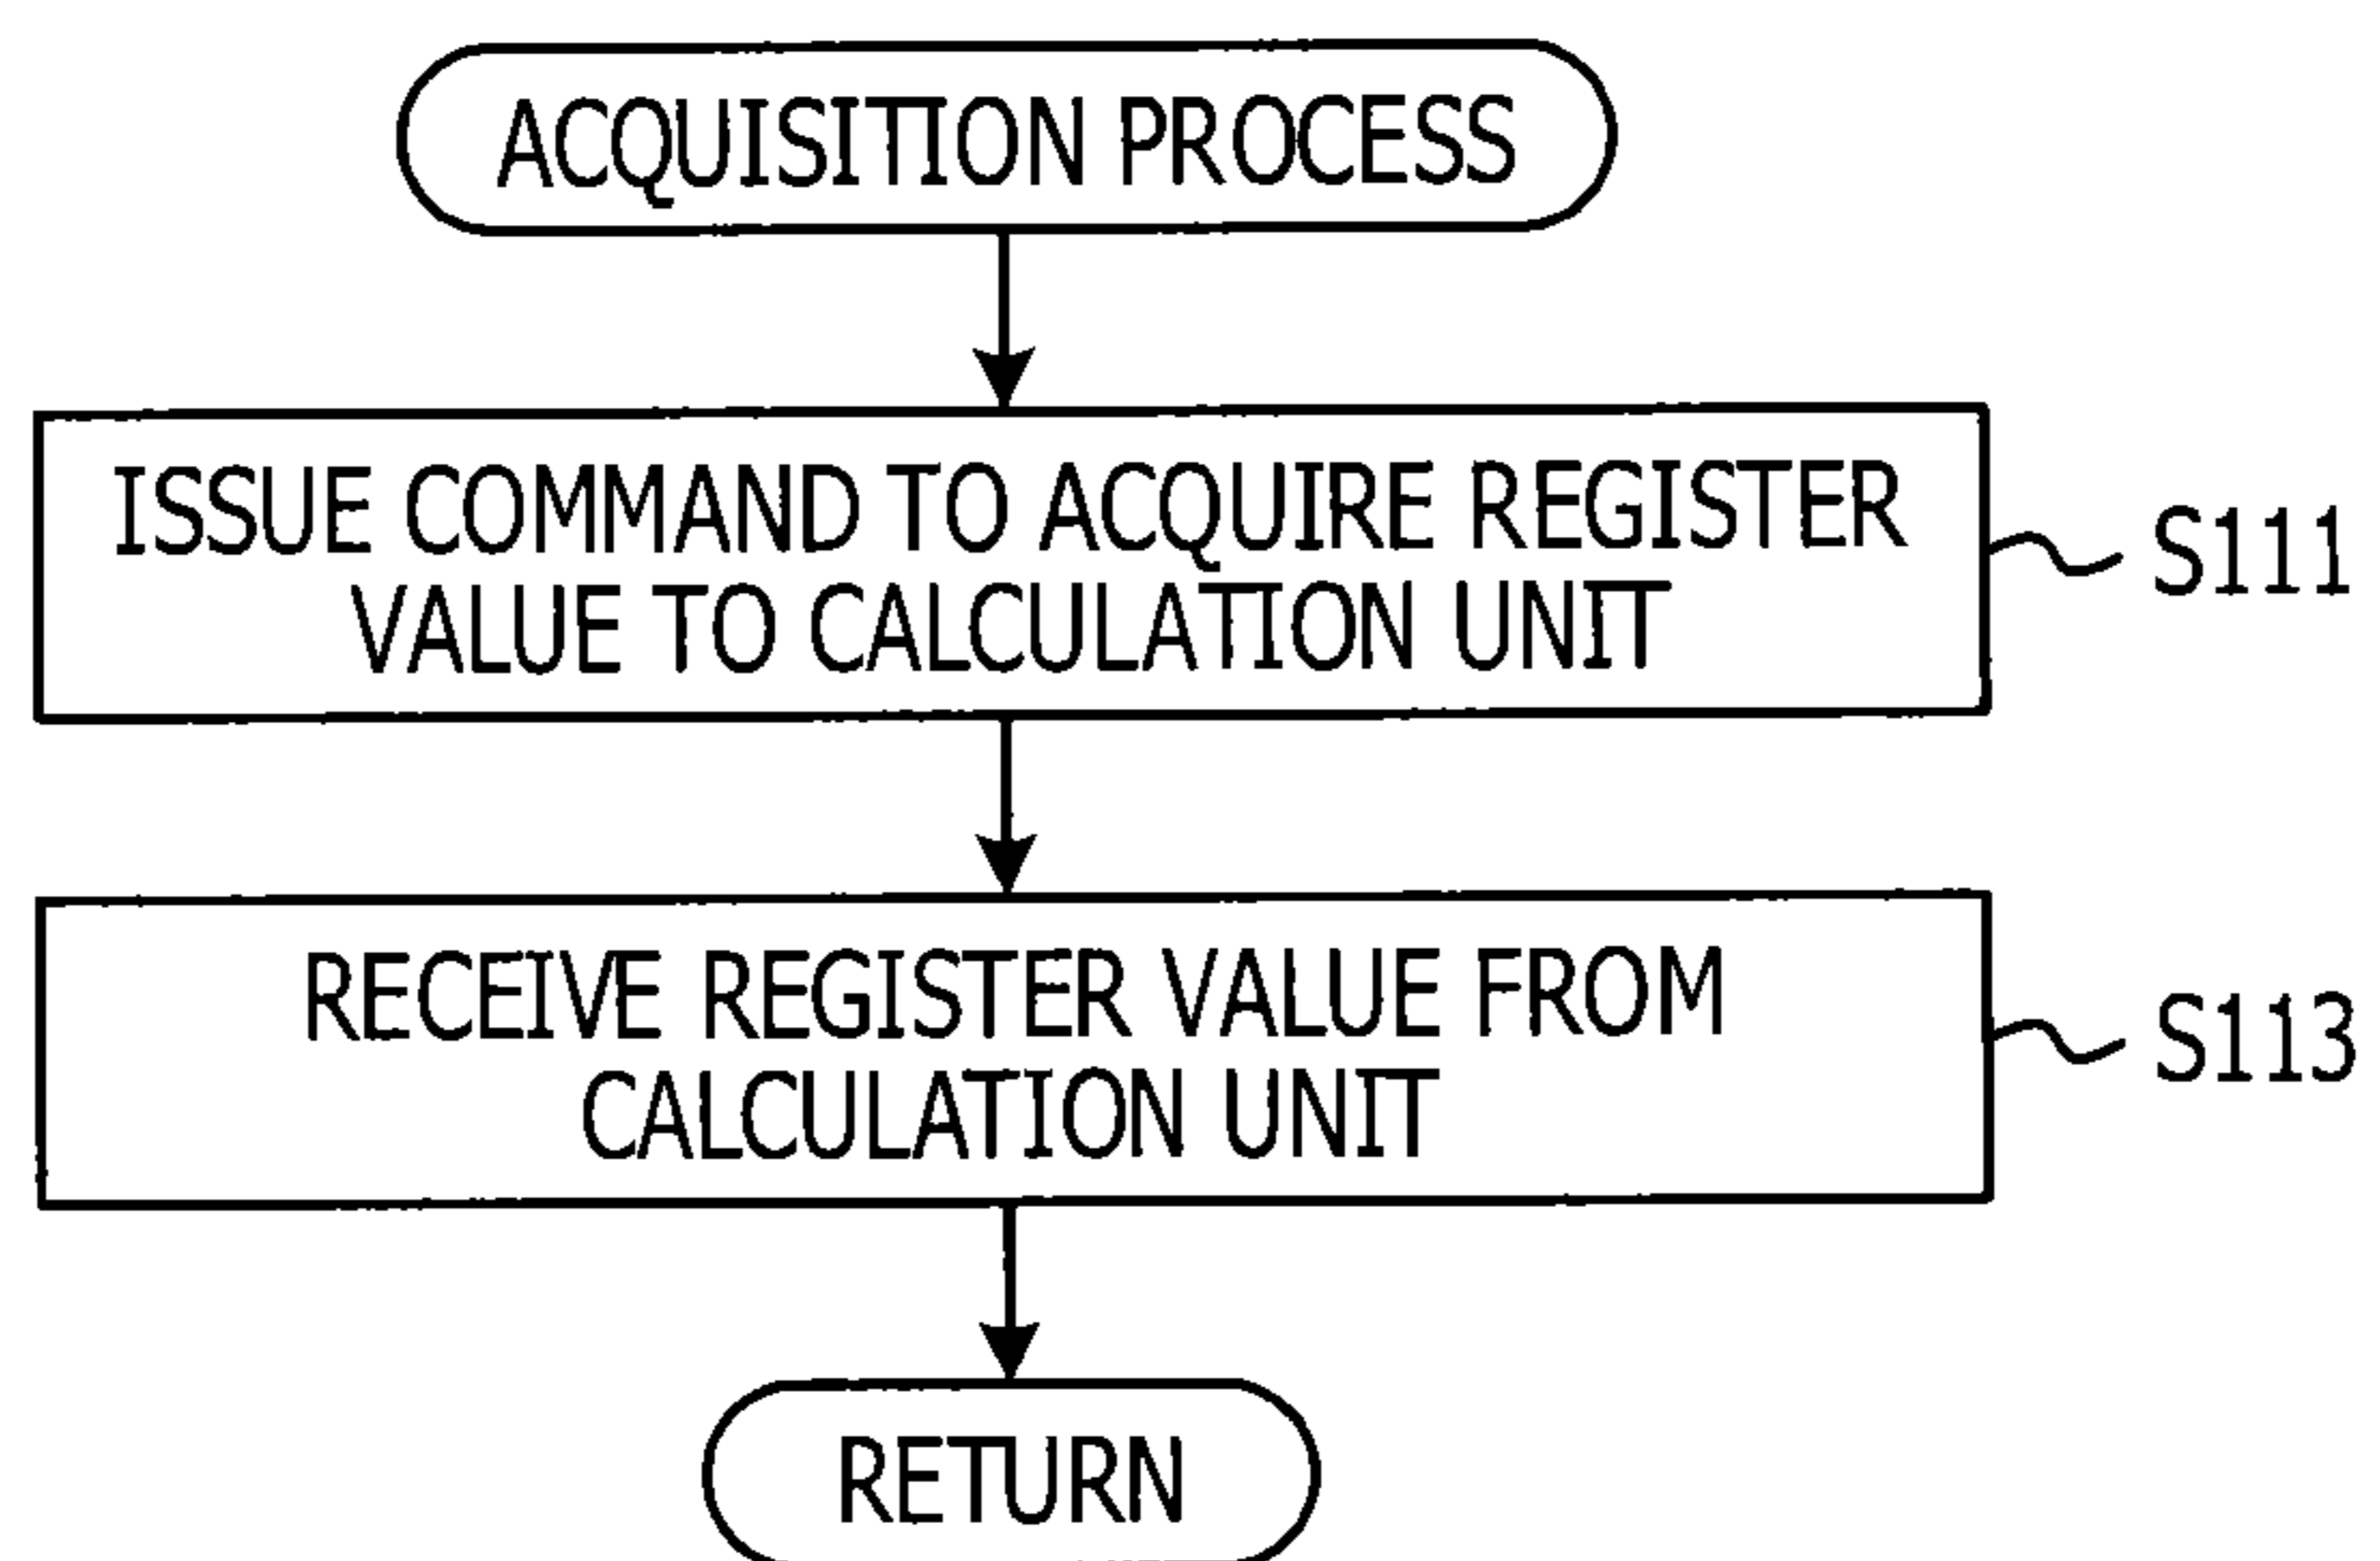 ACQUISITION PROCESS
ISSUE COMMAND TO ACQUIRE REGISTER
VALUE TO CALCULATION UNIT
S111
RECEIVE REGISTER VALUE FROM
CALCULATION UNIT
S113
RETURN